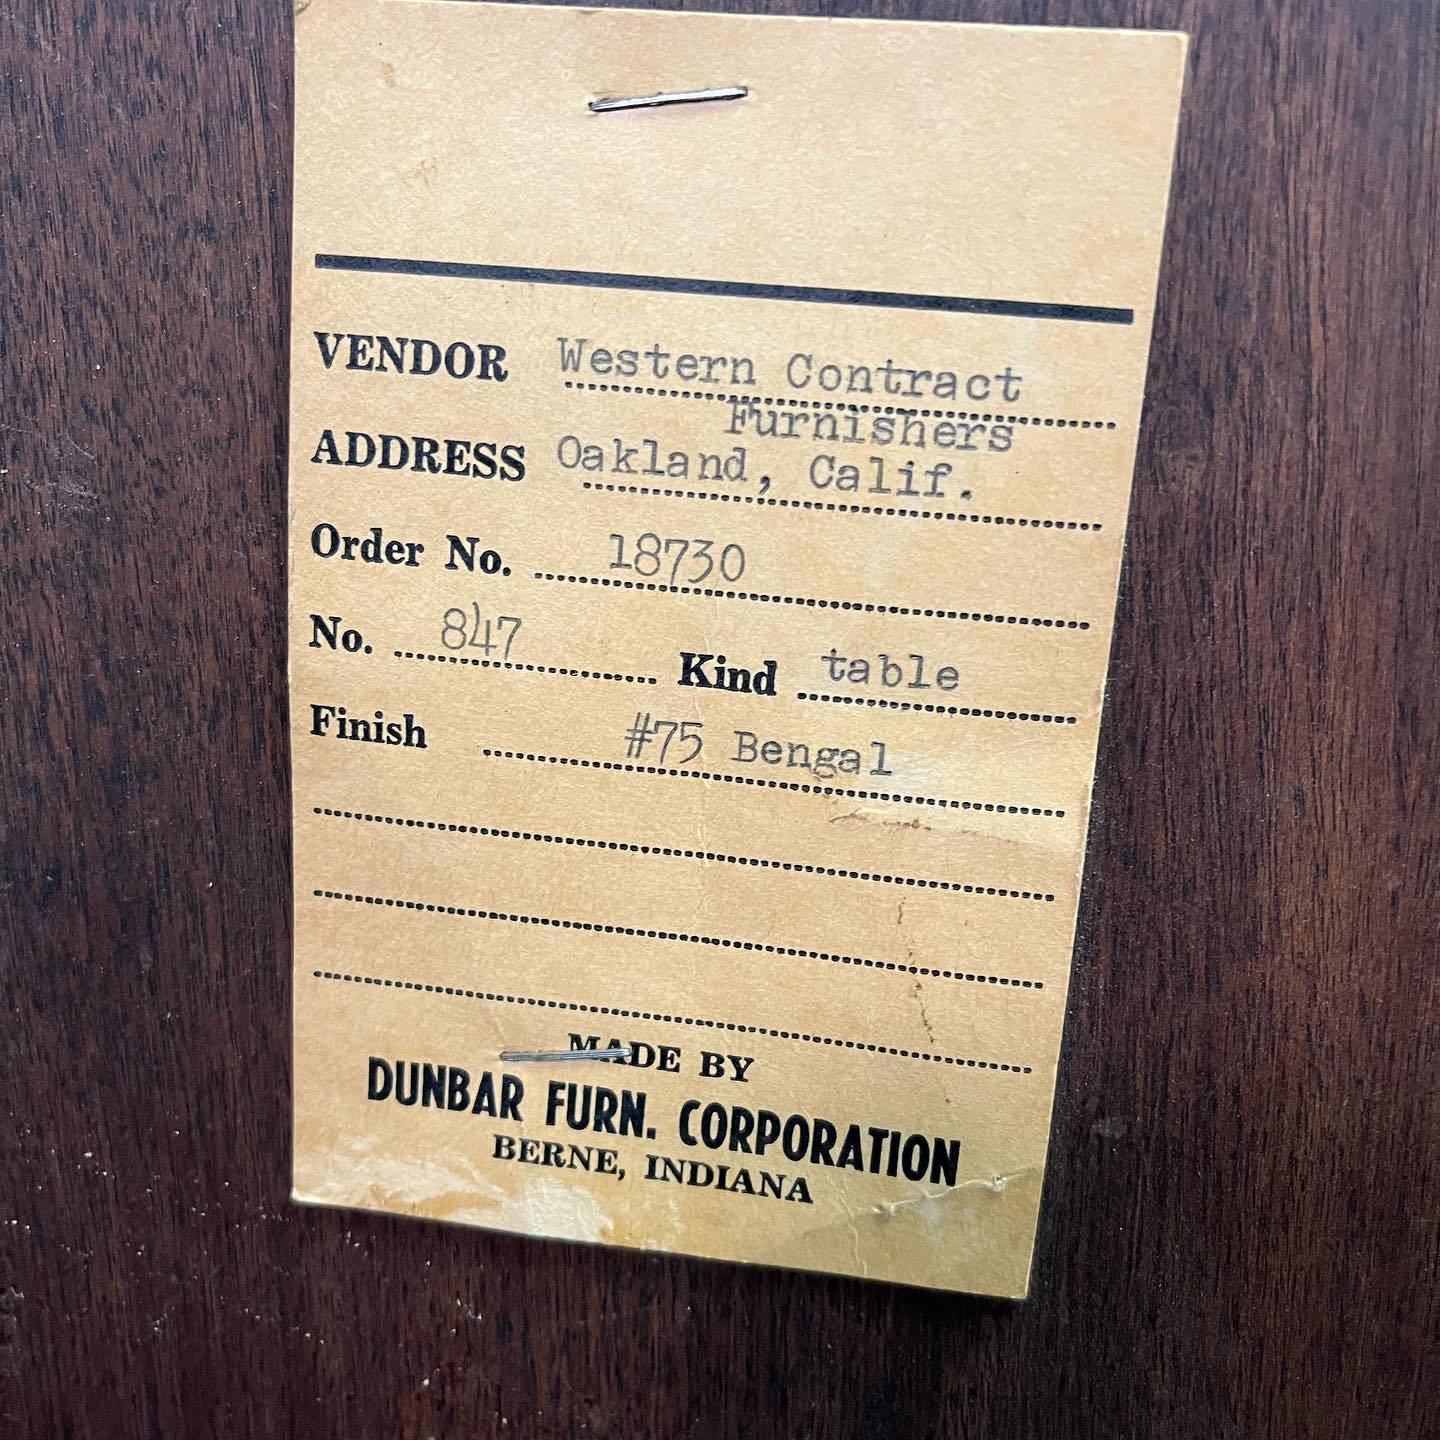 VENDOR Western Contract
Furnishers
ADDRESS Oakland, Calif.
Order No. 18730
No. 847 Kind table
Finish #75 Bengal
MADE BY
DUNBAR FURN. CORPORATION
BERNE, INDIANA